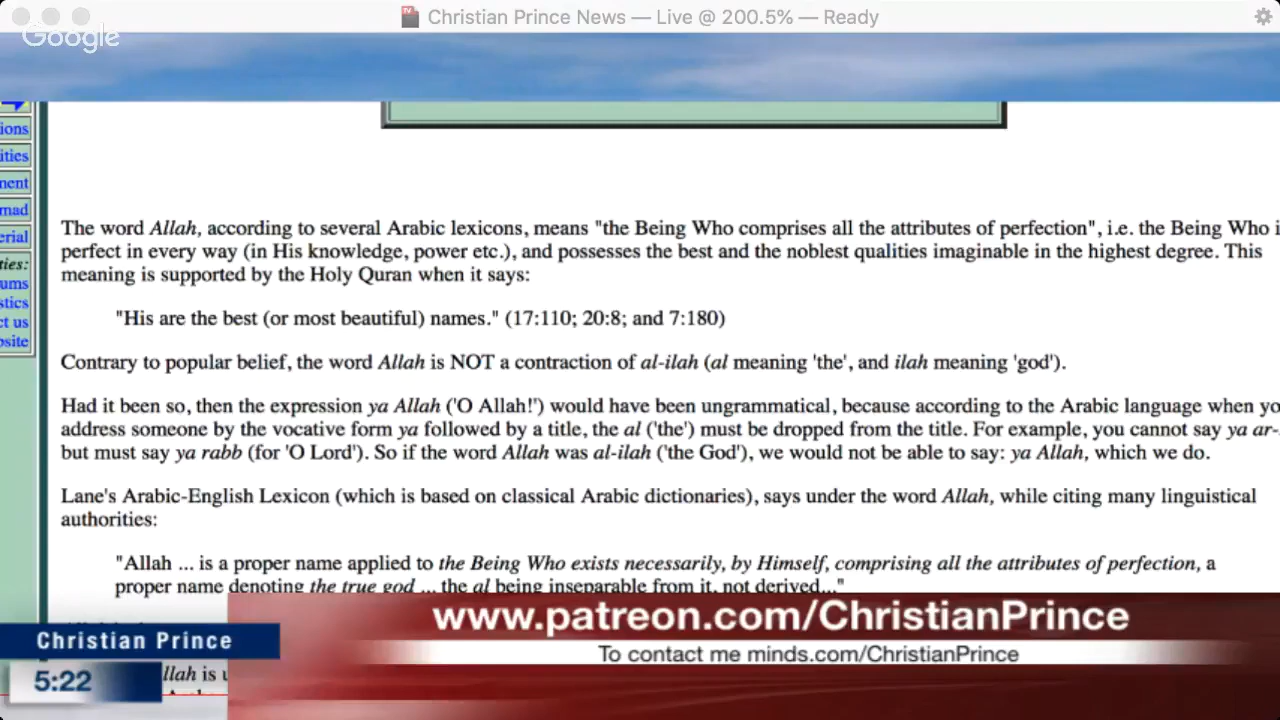 Christian Prince News — Live @ 200.5% — Ready
Google
ions
ities
ment
mad
erial
ties:
ums
stics
ct us
bsite
The word Allah, according to several Arabic lexicons, means "the Being Who comprises all the attributes of perfection", i.e. the Being Who i
perfect in every way (in His knowledge, power etc.), and possesses the best and the noblest qualities imaginable in the highest degree. This
meaning is supported by the Holy Quran when it says:
"His are the best (or most beautiful) names." (17:110; 20:8; and 7:180)
Contrary to popular belief, the word Allah is NOT a contraction of al-ilah (al meaning 'the', and ilah meaning 'god').
Had it been so, then the expression ya Allah ('O Allah!') would have been ungrammatical, because according to the Arabic language when yo
address someone by the vocative form ya followed by a title, the al ('the') must be dropped from the title. For example, you cannot say ya ar-
but must say ya rabb (for 'O Lord'). So if the word Allah was al-ilah ('the God'), we would not be able to say: ya Allah, which we do.
Lane's Arabic-English Lexicon (which is based on classical Arabic dictionaries), says under the word Allah, while citing many linguistical
authorities:
"Allah ... is a proper name applied to the Being Who exists necessarily, by Himself, comprising all the attributes of perfection, a
proper name denoting the true god ... the al being inseparable from it, not derived..."
llah is u
www.patreon.com/ChristianPrince
To contact me minds.com/ChristianPrince
Christian Prince
5:22